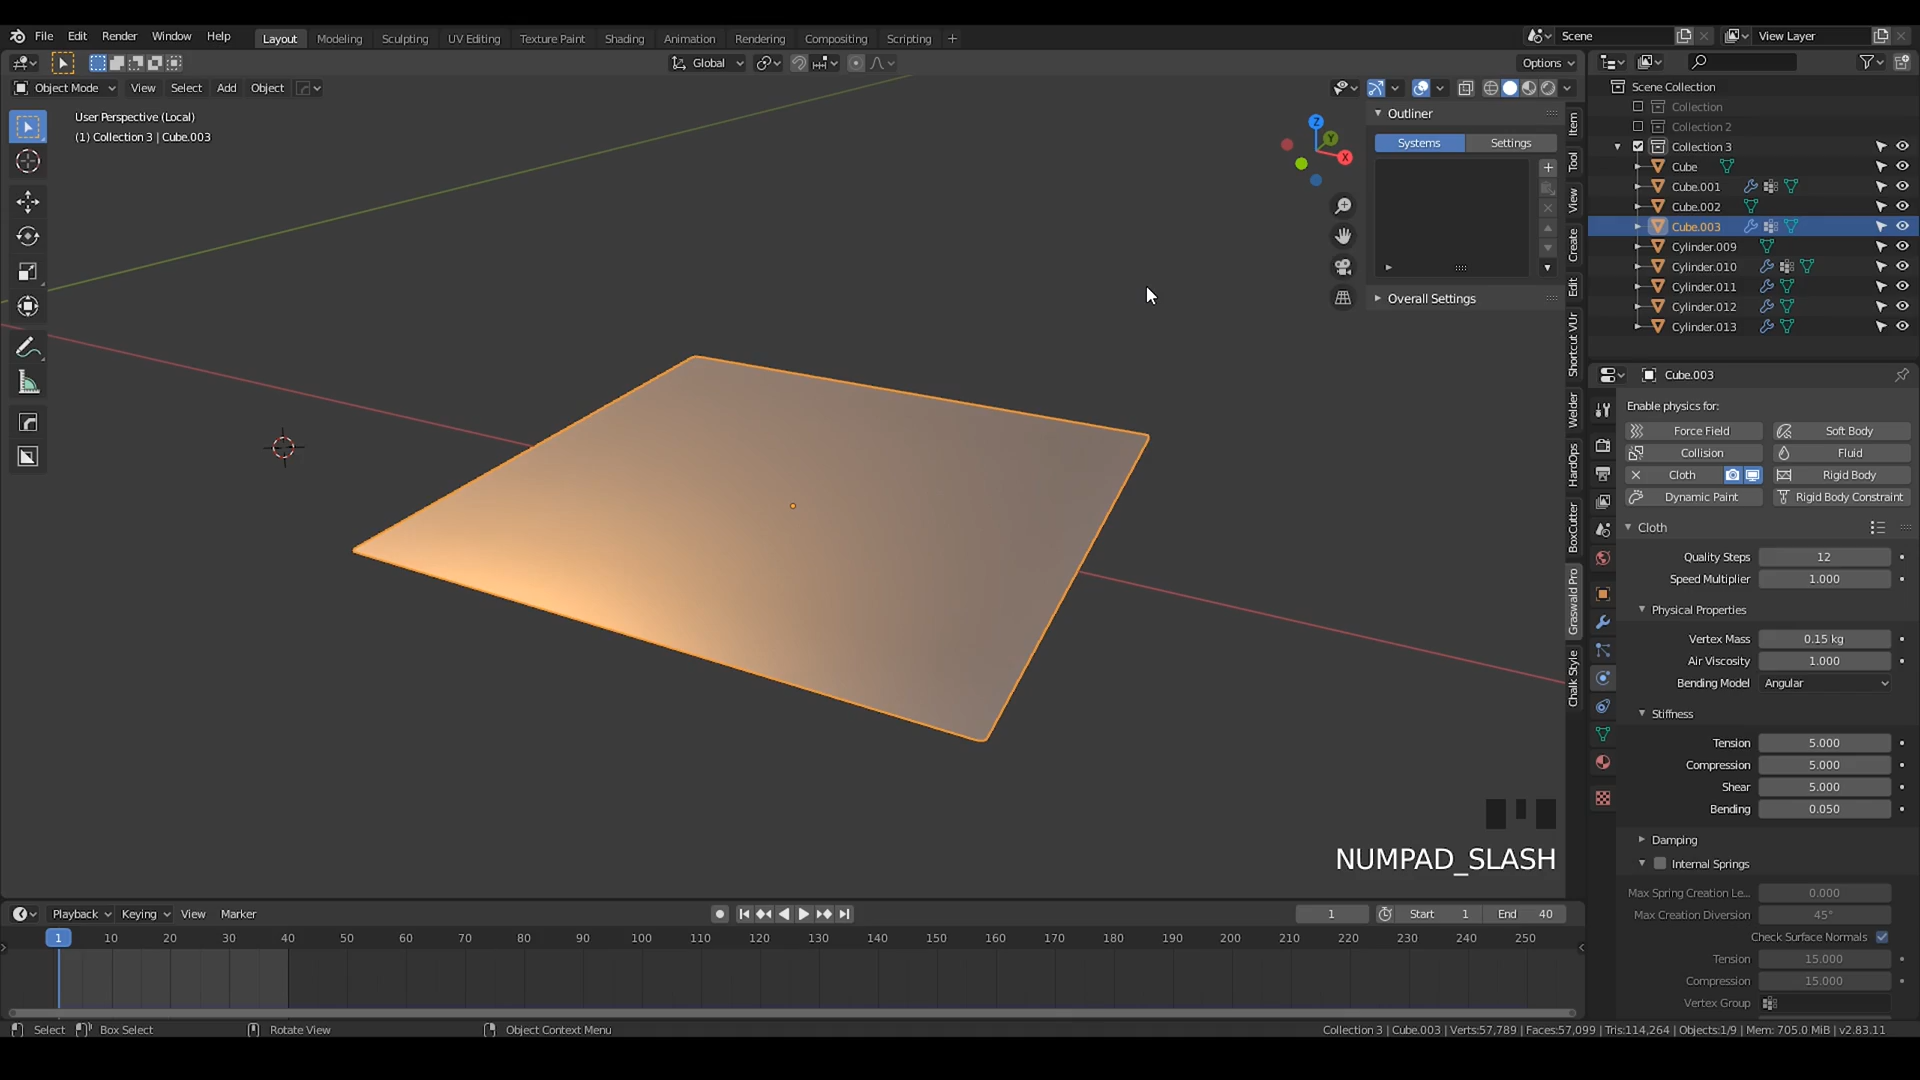 File Edit Render Window Help Layout Modeling Sculpting UV Editing Texture Paint Shading Animation Rendering Compositing Scripting + Scene View Layer
Global Options
Object Mode View Select Add Object
User Perspective (Local)
(1) Collection 3 | Cube.003
Z
Y
X
Outliner
Systems Settings
Overall Settings
Item
Tool
View
Create
Edit
Shortcut VUr
Welder
HardOps
BoxCutter
Graswald Pro
Chalk Style
Scene Collection
Collection
Collection 2
Collection 3
Cube
Cube.001
Cube.002
Cube.003
Cylinder.009
Cylinder.010
Cylinder.011
Cylinder.012
Cylinder.013
Cube.003
Enable physics for:
Force Field Soft Body
Collision Fluid
Cloth Rigid Body
Dynamic Paint Rigid Body Constraint
Cloth
Quality Steps 12
Speed Multiplier 1.000
Physical Properties
Vertex Mass 0.15 kg
Air Viscosity 1.000
Bending Model Angular
Stiffness
Tension 5.000
Compression 5.000
Shear 5.000
Bending 0.050
Damping
Internal Springs
Max Spring Creation Le... 0.000
Max Creation Diversion 45°
Check Surface Normals
Tension 15.000
Compression 15.000
Vertex Group
NUMPAD_SLASH
Playback Keying View Marker 1 Start 1 End 40
1 10 20 30 40 50 60 70 80 90 100 110 120 130 140 150 160 170 180 190 200 210 220 230 240 250
Select Box Select Rotate View Object Context Menu Collection 3 | Cube.003 | Verts:57,789 | Faces:57,099 | Tris:114,264 | Objects:1/9 | Mem: 705.0 MiB | v2.83.11